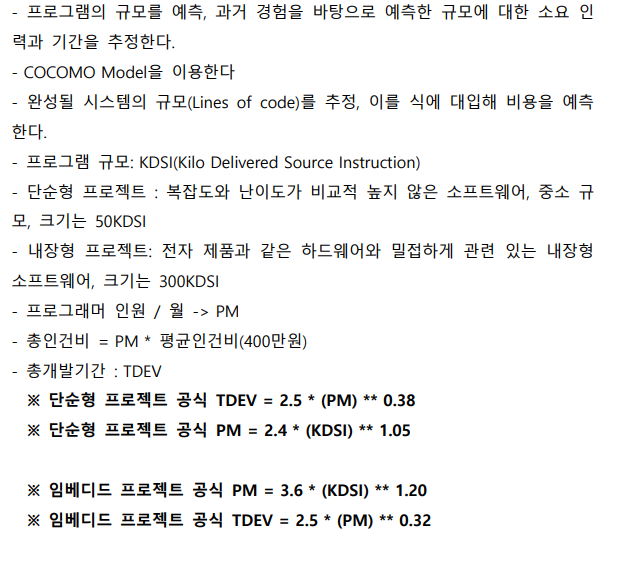 - 프로그램의 규모를 예측, 과거 경험을 바탕으로 예측한 규모에 대한 소요 인
력과 기간을 추정한다.
- COCOMO Model을 이용한다
- 완성될 시스템의 규모(Lines of code)를 추정, 이를 식에 대입해 비용을 예측
한다.
- 프로그램 규모: KDSI(Kilo Delivered Source Instruction)
- 단순형 프로젝트 : 복잡도와 난이도가 비교적 높지 않은 소프트웨어, 중소 규
모, 크기는 50KDSI
- 내장형 프로젝트: 전자 제품과 같은 하드웨어와 밀접하게 관련 있는 내장형
소프트웨어, 크기는 300KDSI
- 프로그래머 인원 / 월 -> PM
- 총인건비 = PM * 평균인건비(400만원)
- 총개발기간 : TDEV
※ 단순형 프로젝트 공식 TDEV = 2.5 * (PM) ** 0.38
※ 단순형 프로젝트 공식 PM = 2.4 * (KDSI) ** 1.05
※ 임베디드 프로젝트 공식 PM = 3.6 * (KDSI) ** 1.20
※ 임베디드 프로젝트 공식 TDEV = 2.5 * (PM) ** 0.32